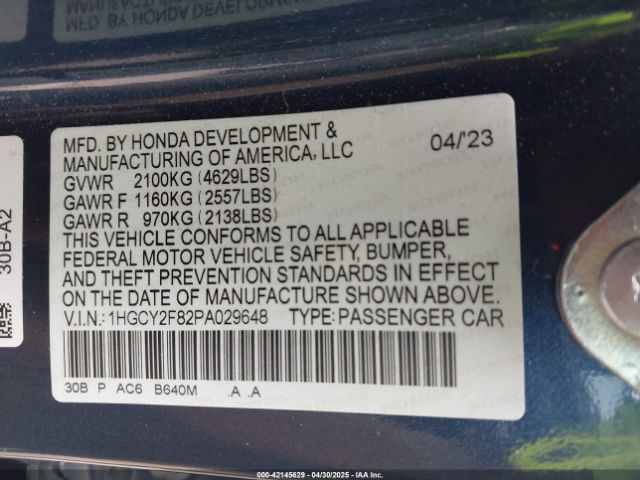 MFD. BY HONDA DEVELOPMENT &
MANUFACTURING OF AMERICA, LLC 04/'23
GVWR 2100KG (4629LBS)
GAWR F 1160KG (2557LBS)
GAWR R 970KG (2138LBS)
THIS VEHICLE CONFORMS TO ALL APPLICABLE
FEDERAL MOTOR VEHICLE SAFETY, BUMPER,
AND THEFT PREVENTION STANDARDS IN EFFECT
ON THE DATE OF MANUFACTURE SHOWN ABOVE.
V.I.N.: 1HGCY2F82PA029648 TYPE: PASSENGER CAR
30B P AC6 B640M .A .A
30B-A2
000-42145629 - 04/30/2025 - IAA Inc.